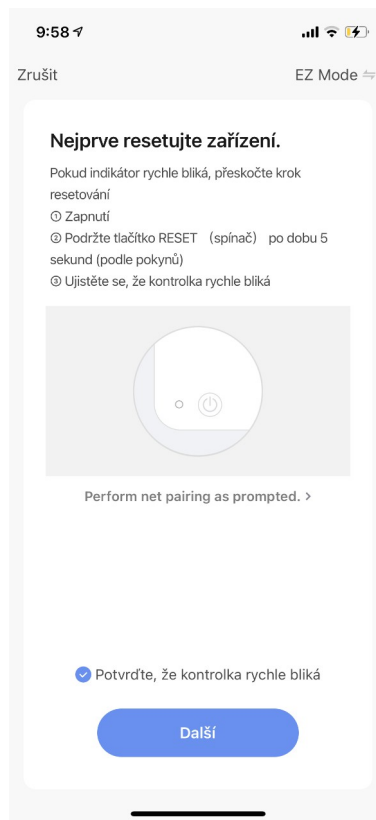 9:58
Zrušit
EZ Mode
Nejprve resetujte zařízení.
Pokud indikátor rychle bliká, přeskočte krok
resetování
① Zapnutí
② Podržte tlačítko RESET （spínač） po dobu 5
sekund (podle pokynů)
③ Ujistěte se, že kontrolka rychle bliká
Perform net pairing as prompted. >
Potvrďte, že kontrolka rychle bliká
Další